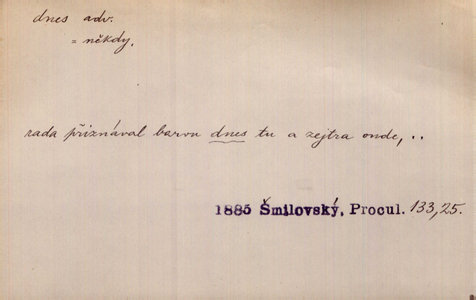 dnes adv.
= někdy.
rada přiznával barvu dnes tu a zejtra onde, . .
1885 Šmilovský, Procul. 133,25.